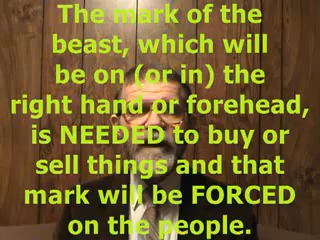 The mark of the
beast, which will
be on (or in) the
right hand or forehead,
is NEEDED to buy or
sell things and that
mark will be FORCED
on the people.